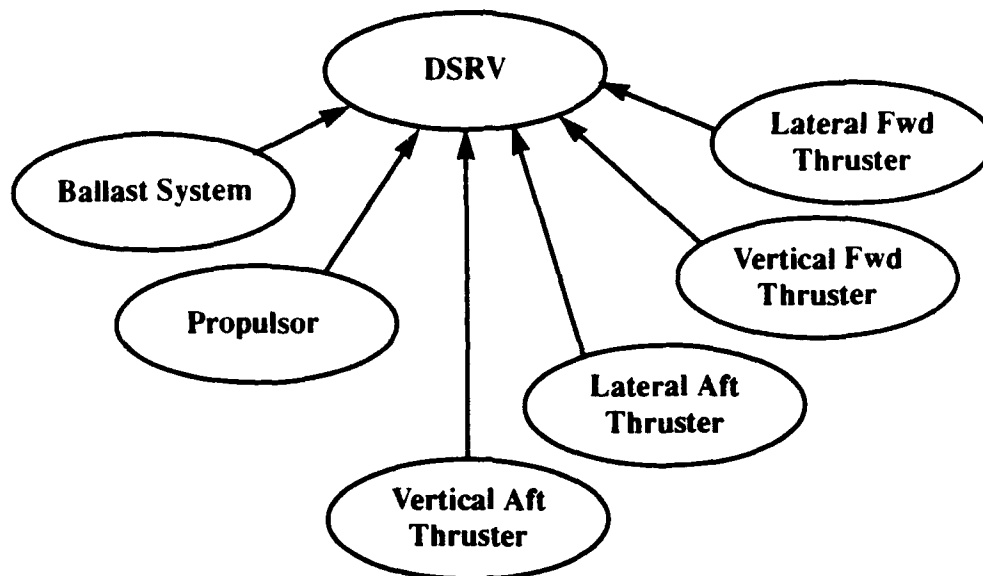 DSRV
Lateral Fwd
Thruster
Ballast System
Vertical Fwd
Thruster
Propulsor
Lateral Aft
Thruster
Vertical Aft
Thruster